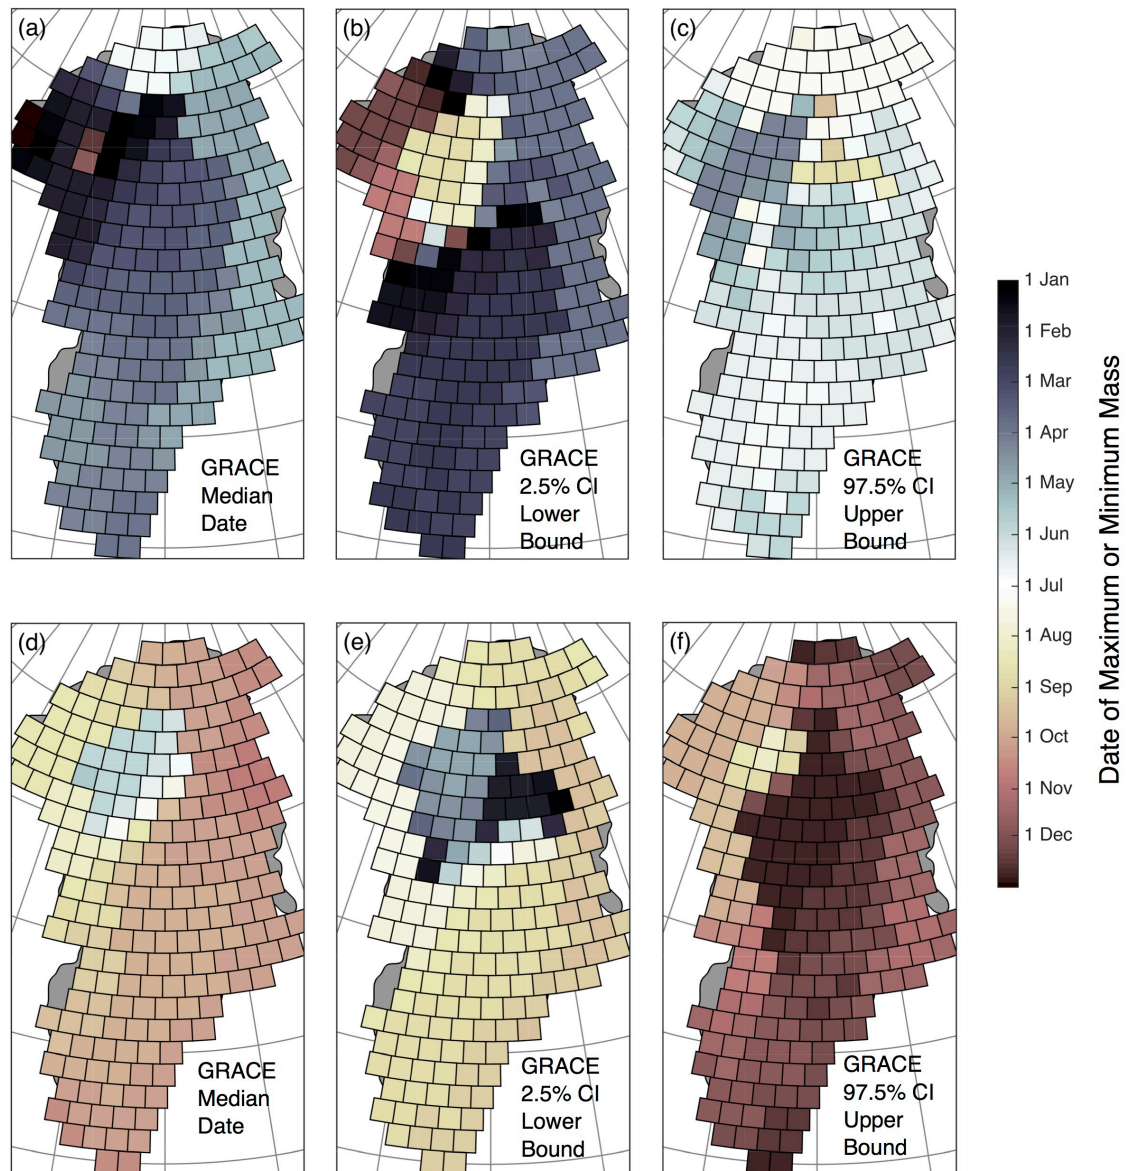 (a)
(b)
(c)
GRACE
Median
Date
GRACE
2.5% CI
Lower
Bound
GRACE
97.5% CI
Upper
Bound
1 Jan
1 Feb
1 Mar
1 Apr
1 May
1 Jun
1 Jul
1 Aug
1 Sep
1 Oct
1 Nov
1 Dec
Date of Maximum or Minimum Mass
(d)
(e)
(f)
GRACE
Median
Date
GRACE
2.5% CI
Lower
Bound
GRACE
97.5% CI
Upper
Bound